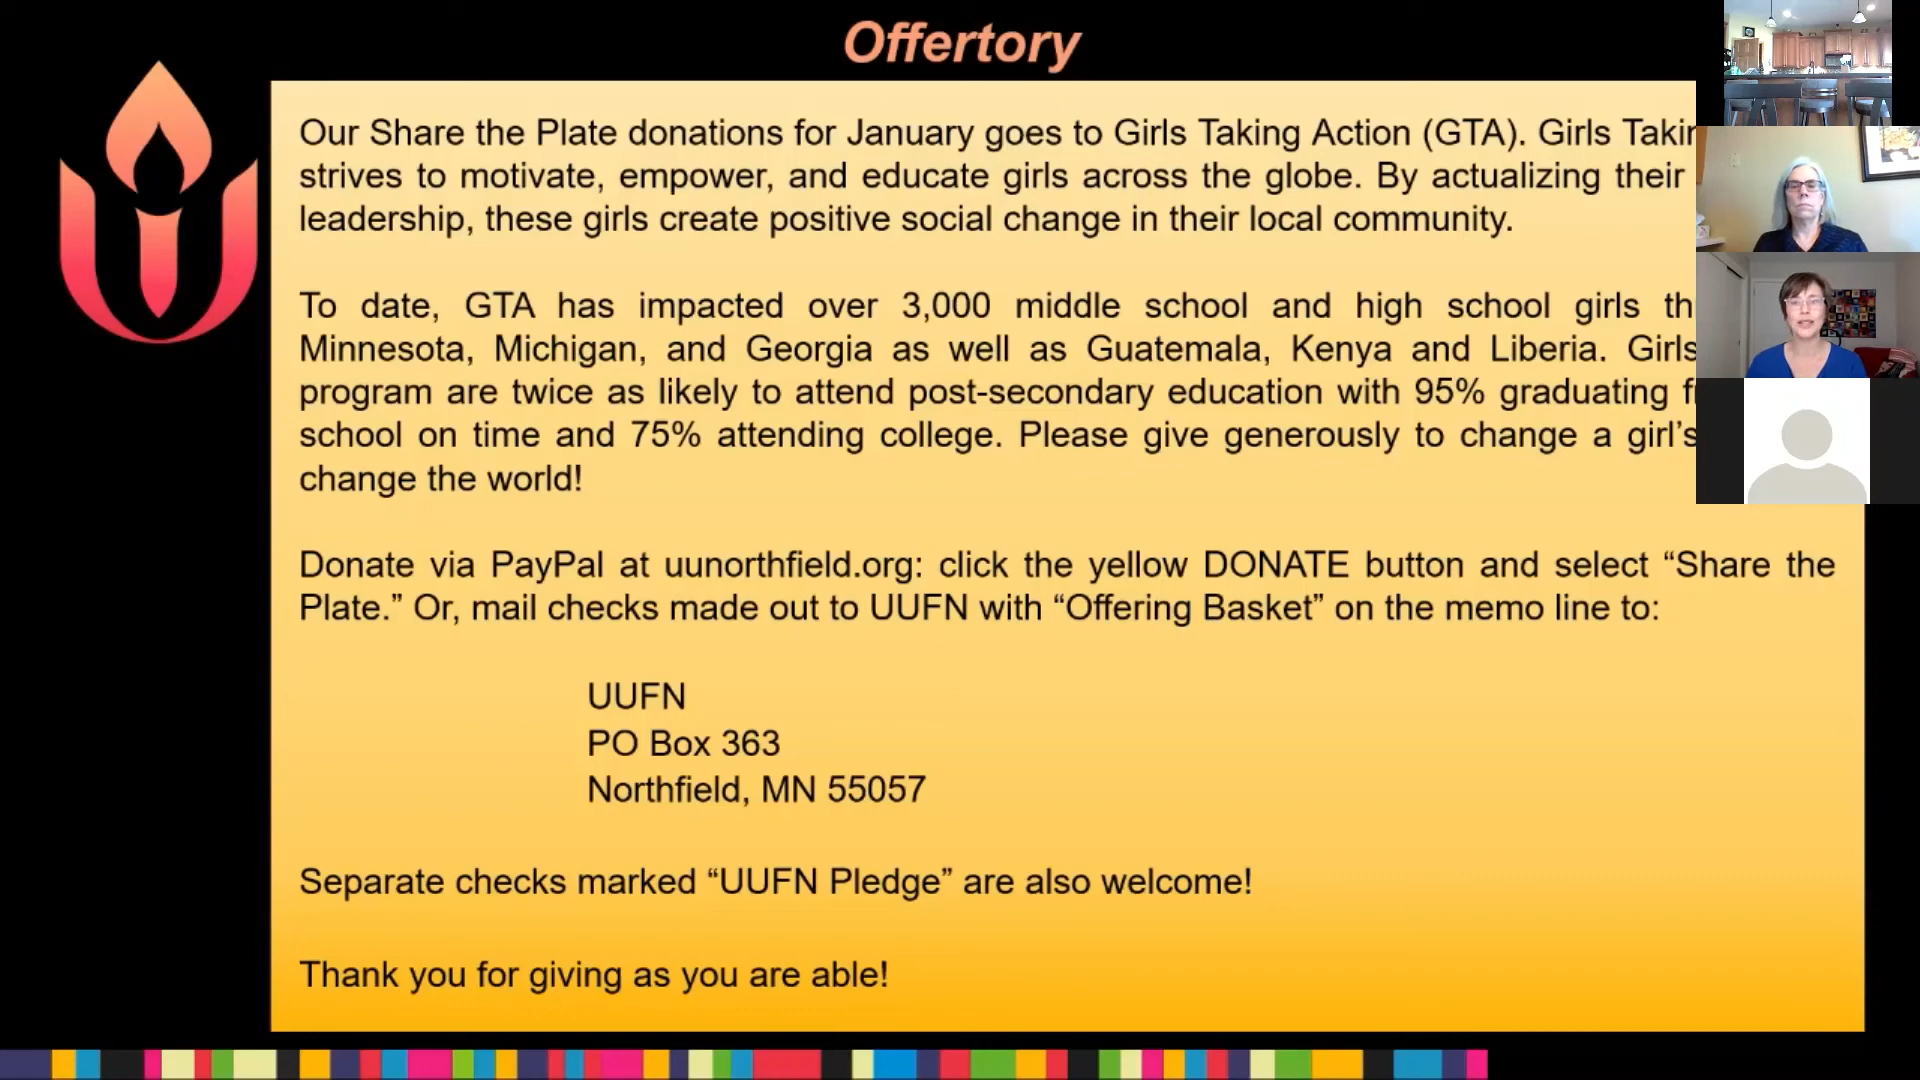 Offertory
Our Share the Plate donations for January goes to Girls Taking Action (GTA). Girls
strives to motivate, empower, and educate girls across the globe. By actualizing their
leadership, these girls create positive social change in their local community.
To date, GTA has impacted over 3,000 middle school and high school girls
Minnesota, Michigan, and Georgia as well as Guatemala, Kenya and Liberia. Girls
program are twice as likely to attend post-secondary education with 95% graduating
school on time and 75% attending college. Please give generously to change a girl’s
change the world!
Donate via PayPal at uunorthfield.org: click the yellow DONATE button and select “Share the
Plate.” Or, mail checks made out to UUFN with “Offering Basket” on the memo line to:
UUFN
PO Box 363
Northfield, MN 55057
Separate checks marked “UUFN Pledge” are also welcome!
Thank you for giving as you are able!